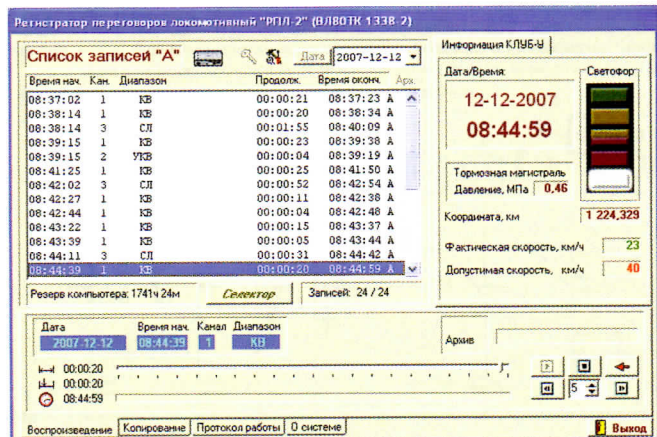 Регистратор переговоров локомотивный "РПЛ-2" (ВЛ80ТК 1338-2)
Список записей "А"
Дата 2007-12-12
Время нач. Кан. Диапазон Продолж. Время оконч. Арх.
08:37:02 1 КВ 00:00:21 08:37:23 А
08:38:14 1 КВ 00:00:20 08:38:34 А
08:38:14 3 СЛ 00:01:55 08:40:09 А
08:39:15 1 КВ 00:00:23 08:39:38 А
08:39:15 2 УКВ 00:00:04 08:39:19 А
08:41:25 1 КВ 00:00:25 08:41:50 А
08:42:02 3 СЛ 00:00:52 08:42:54 А
08:42:27 1 КВ 00:00:11 08:42:38 А
08:42:44 1 КВ 00:00:04 08:42:48 А
08:43:22 1 КВ 00:00:15 08:43:37 А
08:43:39 1 КВ 00:00:05 08:43:44 А
08:44:11 3 СЛ 00:00:31 08:44:42 А
08:44:39 1 КВ 00:00:20 08:44:59 А
Резерв компьютера: 1741ч 24м Селектор Записей: 24 / 24
Информация КЛУБ-У
Дата/Время: Светофор
12-12-2007
08:44:59
Тормозная магистраль
Давление, МПа 0,46
Координата, км 1 224,329
Фактическая скорость, км/ч 23
Допустимая скорость, км/ч 40
Дата Время нач. Канал Диапазон
2007-12-12 08:44:39 1 КВ
Архив
00:00:20
00:00:20
5
08:44:59
Воспроизведение Копирование Протокол работы О системе
Выход